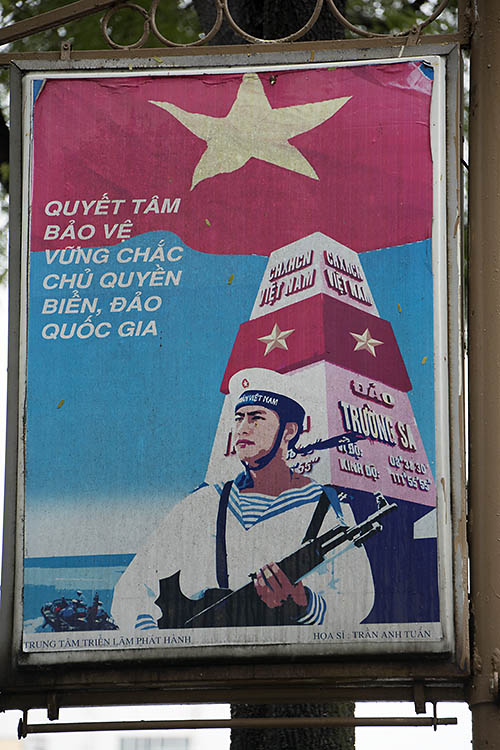 QUYẾT TÂM
BẢO VỆ
VỮNG CHẮC
CHỦ QUYỀN
BIỂN, ĐẢO
QUỐC GIA
CHXHCN
VIỆT NAM
CHXHCN
VIỆT NAM
VIỆT NAM
ĐẢO
TRƯỜNG SA
VĨ ĐỘ:
KINH ĐỘ:
TRUNG TÂM TRIỂN LÃM PHÁT HÀNH
HỌA SĨ : TRẦN ANH TUẤN